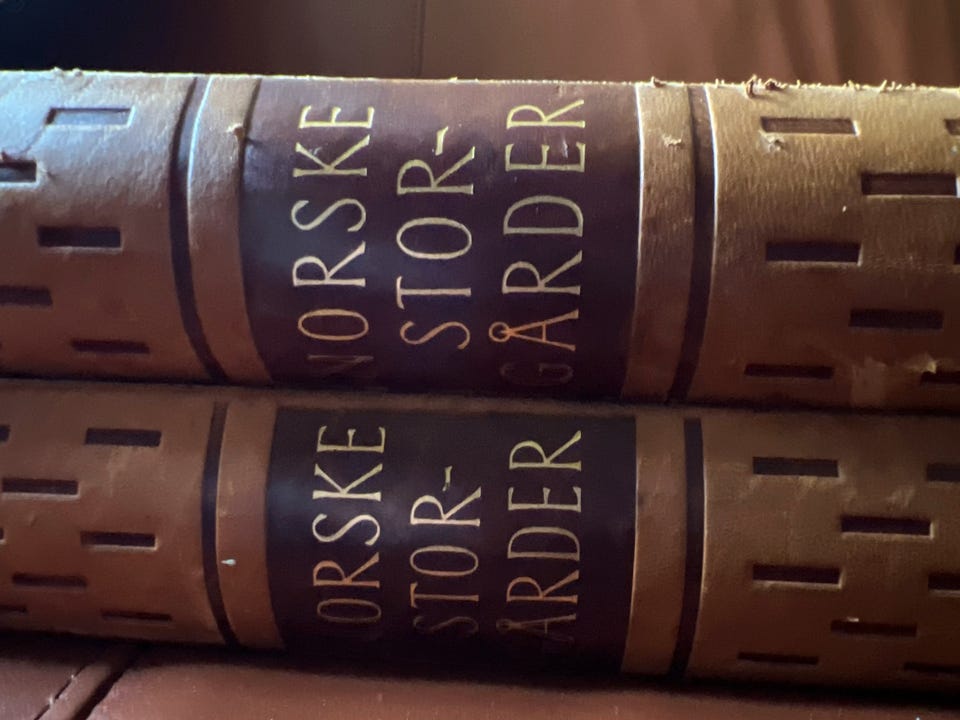 NORSKE
STOR-
GÅRDER
ORSKE
STOR-
ÅRDER